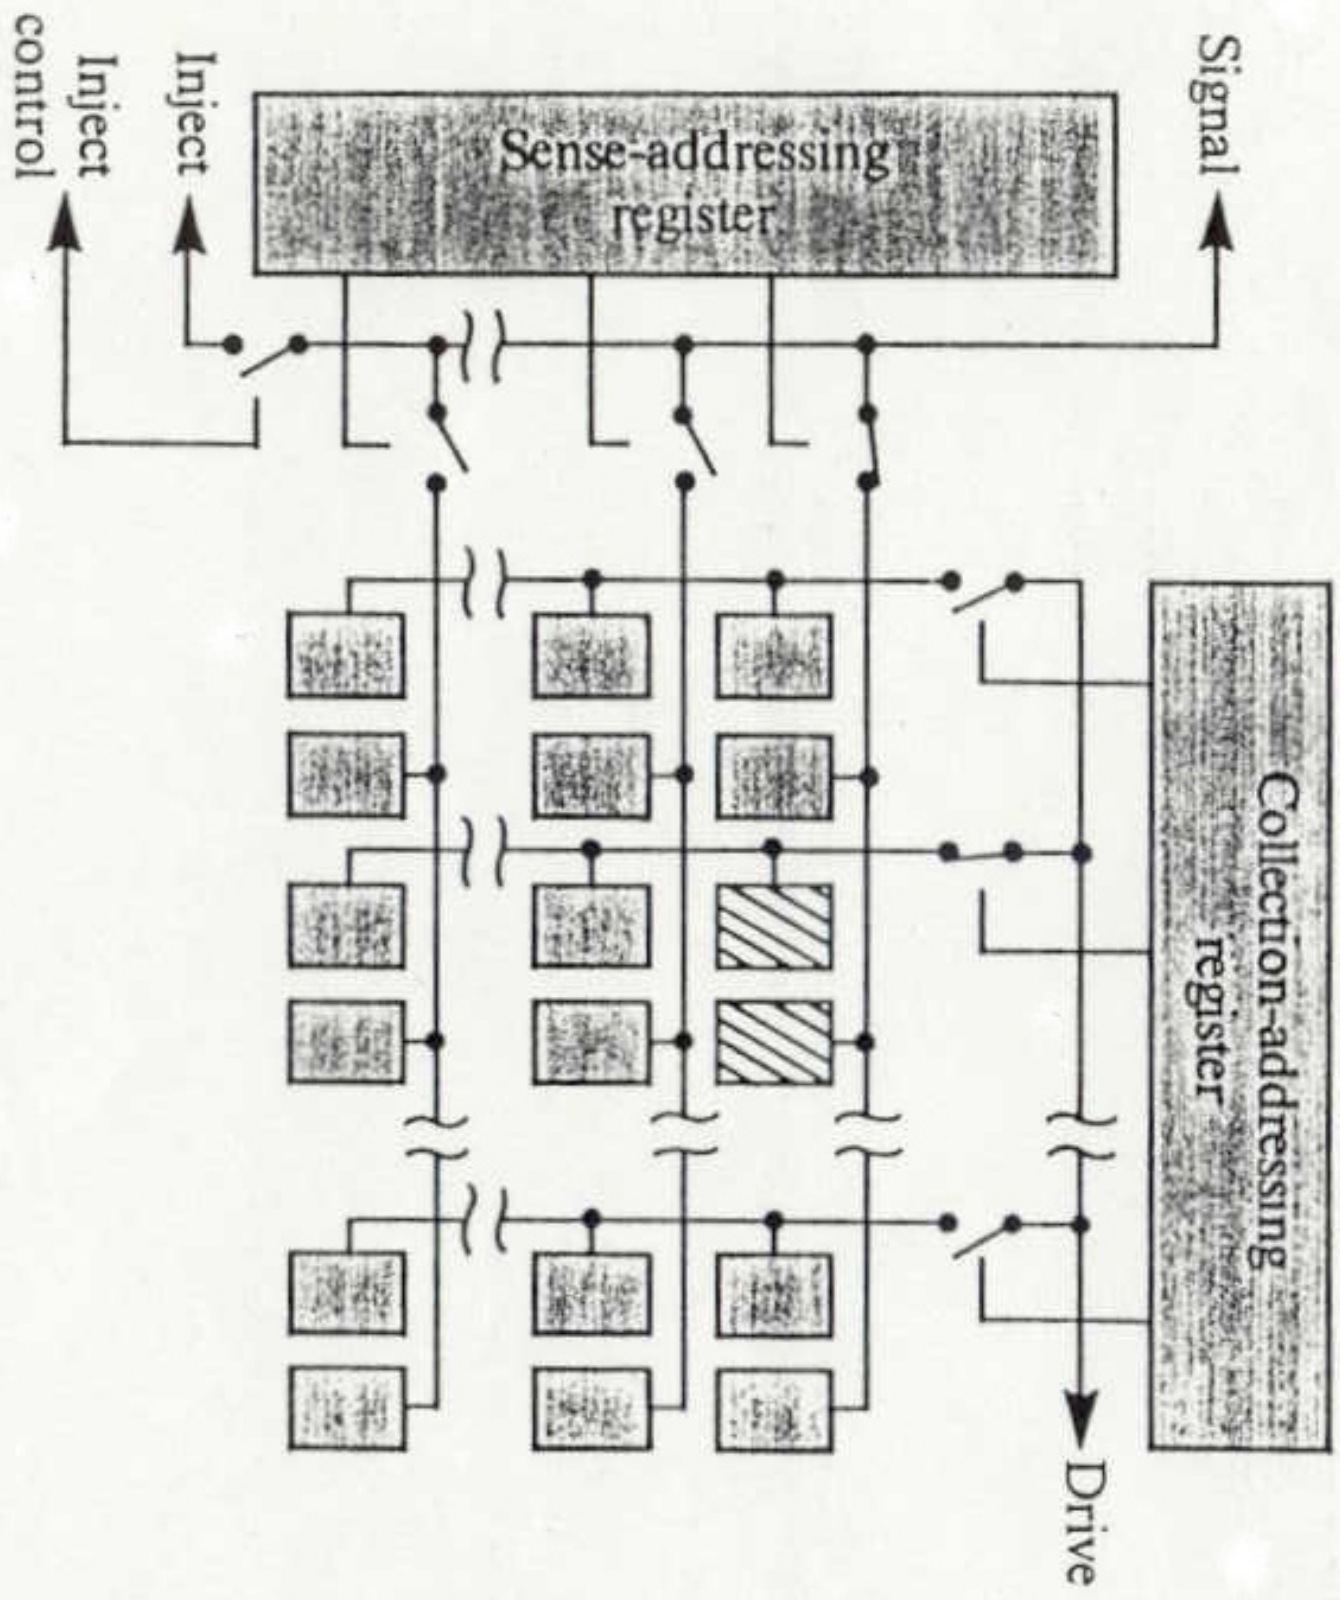 Inject
control
Inject
Sense-addressing
register
Signal
Collection-addressing
register
Drive